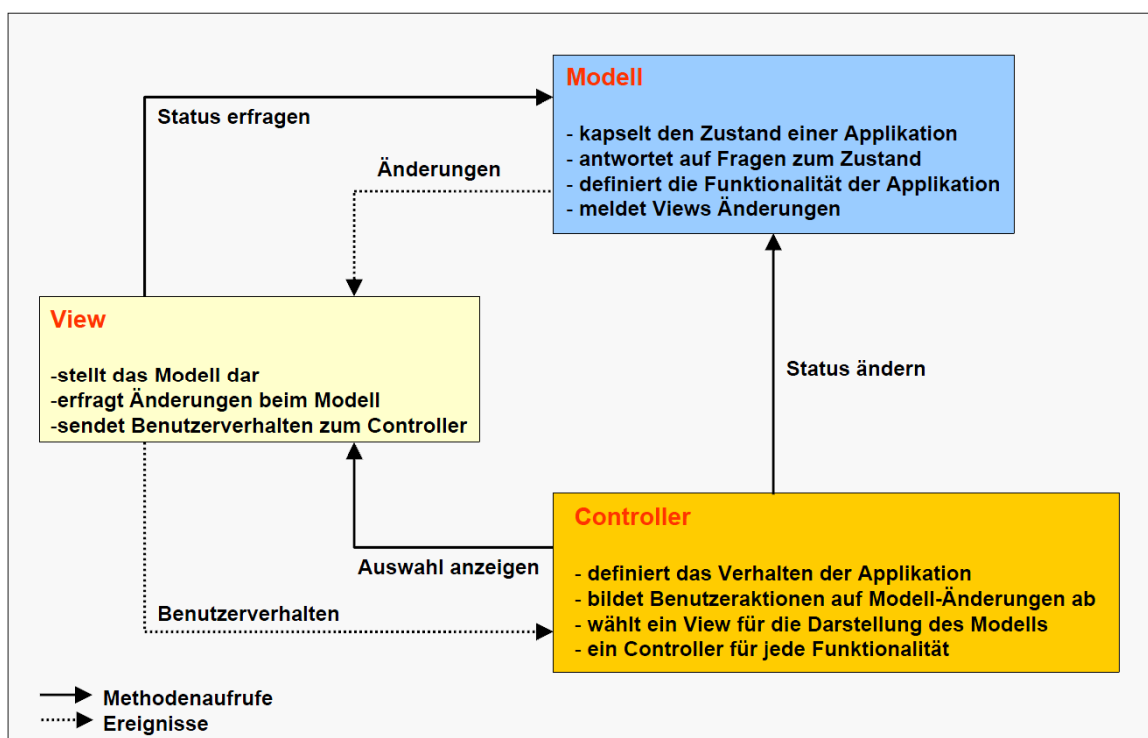 Modell
- kapselt den Zustand einer Applikation
- antwortet auf Fragen zum Zustand
- definiert die Funktionalität der Applikation
- meldet Views Änderungen
Status erfragen
Änderungen
View
-stellt das Modell dar
-erfragt Änderungen beim Modell
-sendet Benutzerverhalten zum Controller
Status ändern
Controller
- definiert das Verhalten der Applikation
- bildet Benutzeraktionen auf Modell-Änderungen ab
- wählt ein View für die Darstellung des Modells
- ein Controller für jede Funktionalität
Auswahl anzeigen
Benutzerverhalten
Methodenaufrufe
Ereignisse